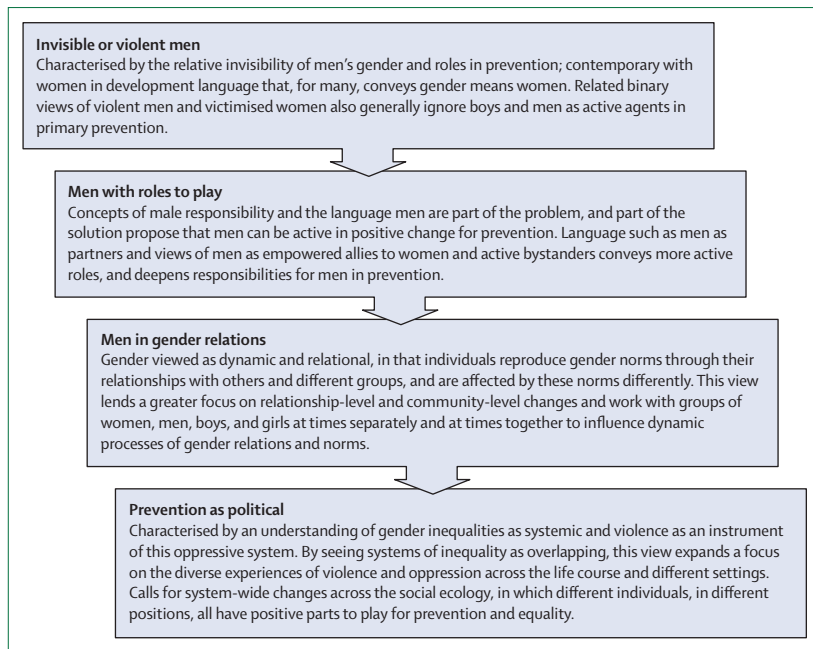 Invisible or violent men
Characterised by the relative invisibility of men's gender and roles in prevention; contemporary with
women in development language that, for many, conveys gender means women. Related binary
views of violent men and victimised women also generally ignore boys and men as active agents in
primary prevention.
Men with roles to play
Concepts of male responsibility and the language men are part of the problem, and part of the
solution propose that men can be active in positive change for prevention. Language such as men as
partners and views of men as empowered allies to women and active bystanders conveys more active
roles, and deepens responsibilities for men in prevention.
Men in gender relations
Gender viewed as dynamic and relational, in that individuals reproduce gender norms through their
relationships with others and different groups, and are affected by these norms differently. This view
lends a greater focus on relationship-level and community-level changes and work with groups of
women, men, boys, and girls at times separately and at times together to influence dynamic
processes of gender relations and norms.
Prevention as political
Characterised by an understanding of gender inequalities as systemic and violence as an instrument
of this oppressive system. By seeing systems of inequality as overlapping, this view expands a focus
on the diverse experiences of violence and oppression across the life course and different settings.
Calls for system-wide changes across the social ecology, in which different individuals, in different
positions, all have positive parts to play for prevention and equality.